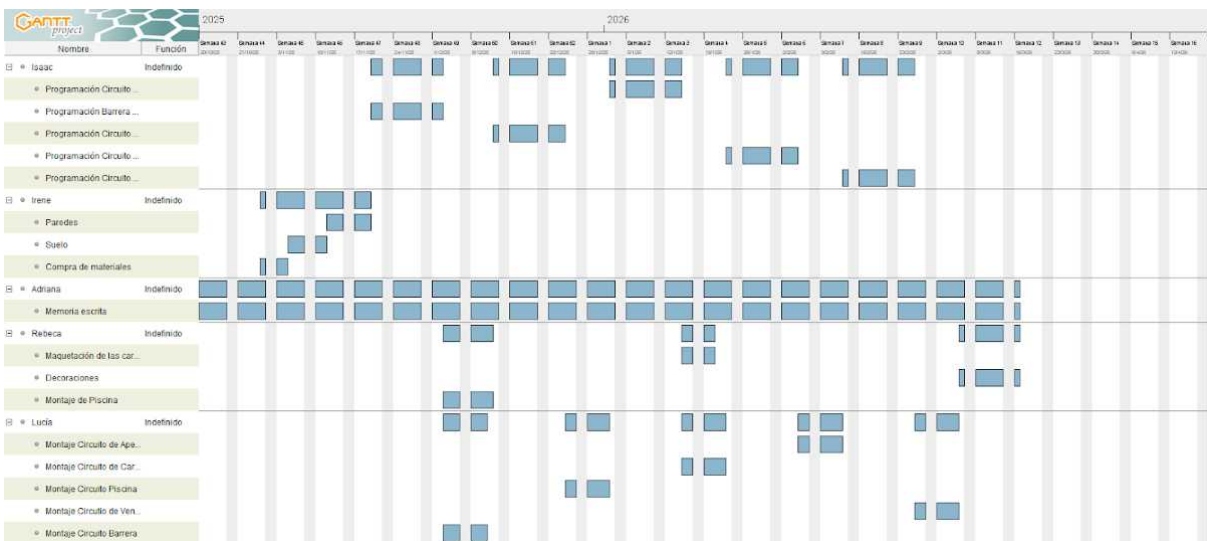 GANTT
project
2025
2026
Nombre Función
Semana 43 Semana 44 Semana 45 Semana 46 Semana 47 Semana 48 Semana 49 Semana 50 Semana 51 Semana 52 Semana 1 Semana 2 Semana 3 Semana 4 Semana 5 Semana 6 Semana 7 Semana 8 Semana 9 Semana 10 Semana 11 Semana 12 Semana 13 Semana 14 Semana 15 Semana 16
Isaac Indefinido
Programación Circuito ...
Programación Barrera ...
Programación Circuito ...
Programación Circuito ...
Programación Circuito ...
Irene Indefinido
Paredes
Suelo
Compra de materiales
Adriana Indefinido
Memoria escrita
Rebeca Indefinido
Maquetación de las car...
Decoraciones
Montaje de Piscina
Lucía Indefinido
Montaje Circuito de Ape...
Montaje Circuito de Car...
Montaje Circuito Piscina
Montaje Circutio de Ven...
Montaje Circuito Barrera